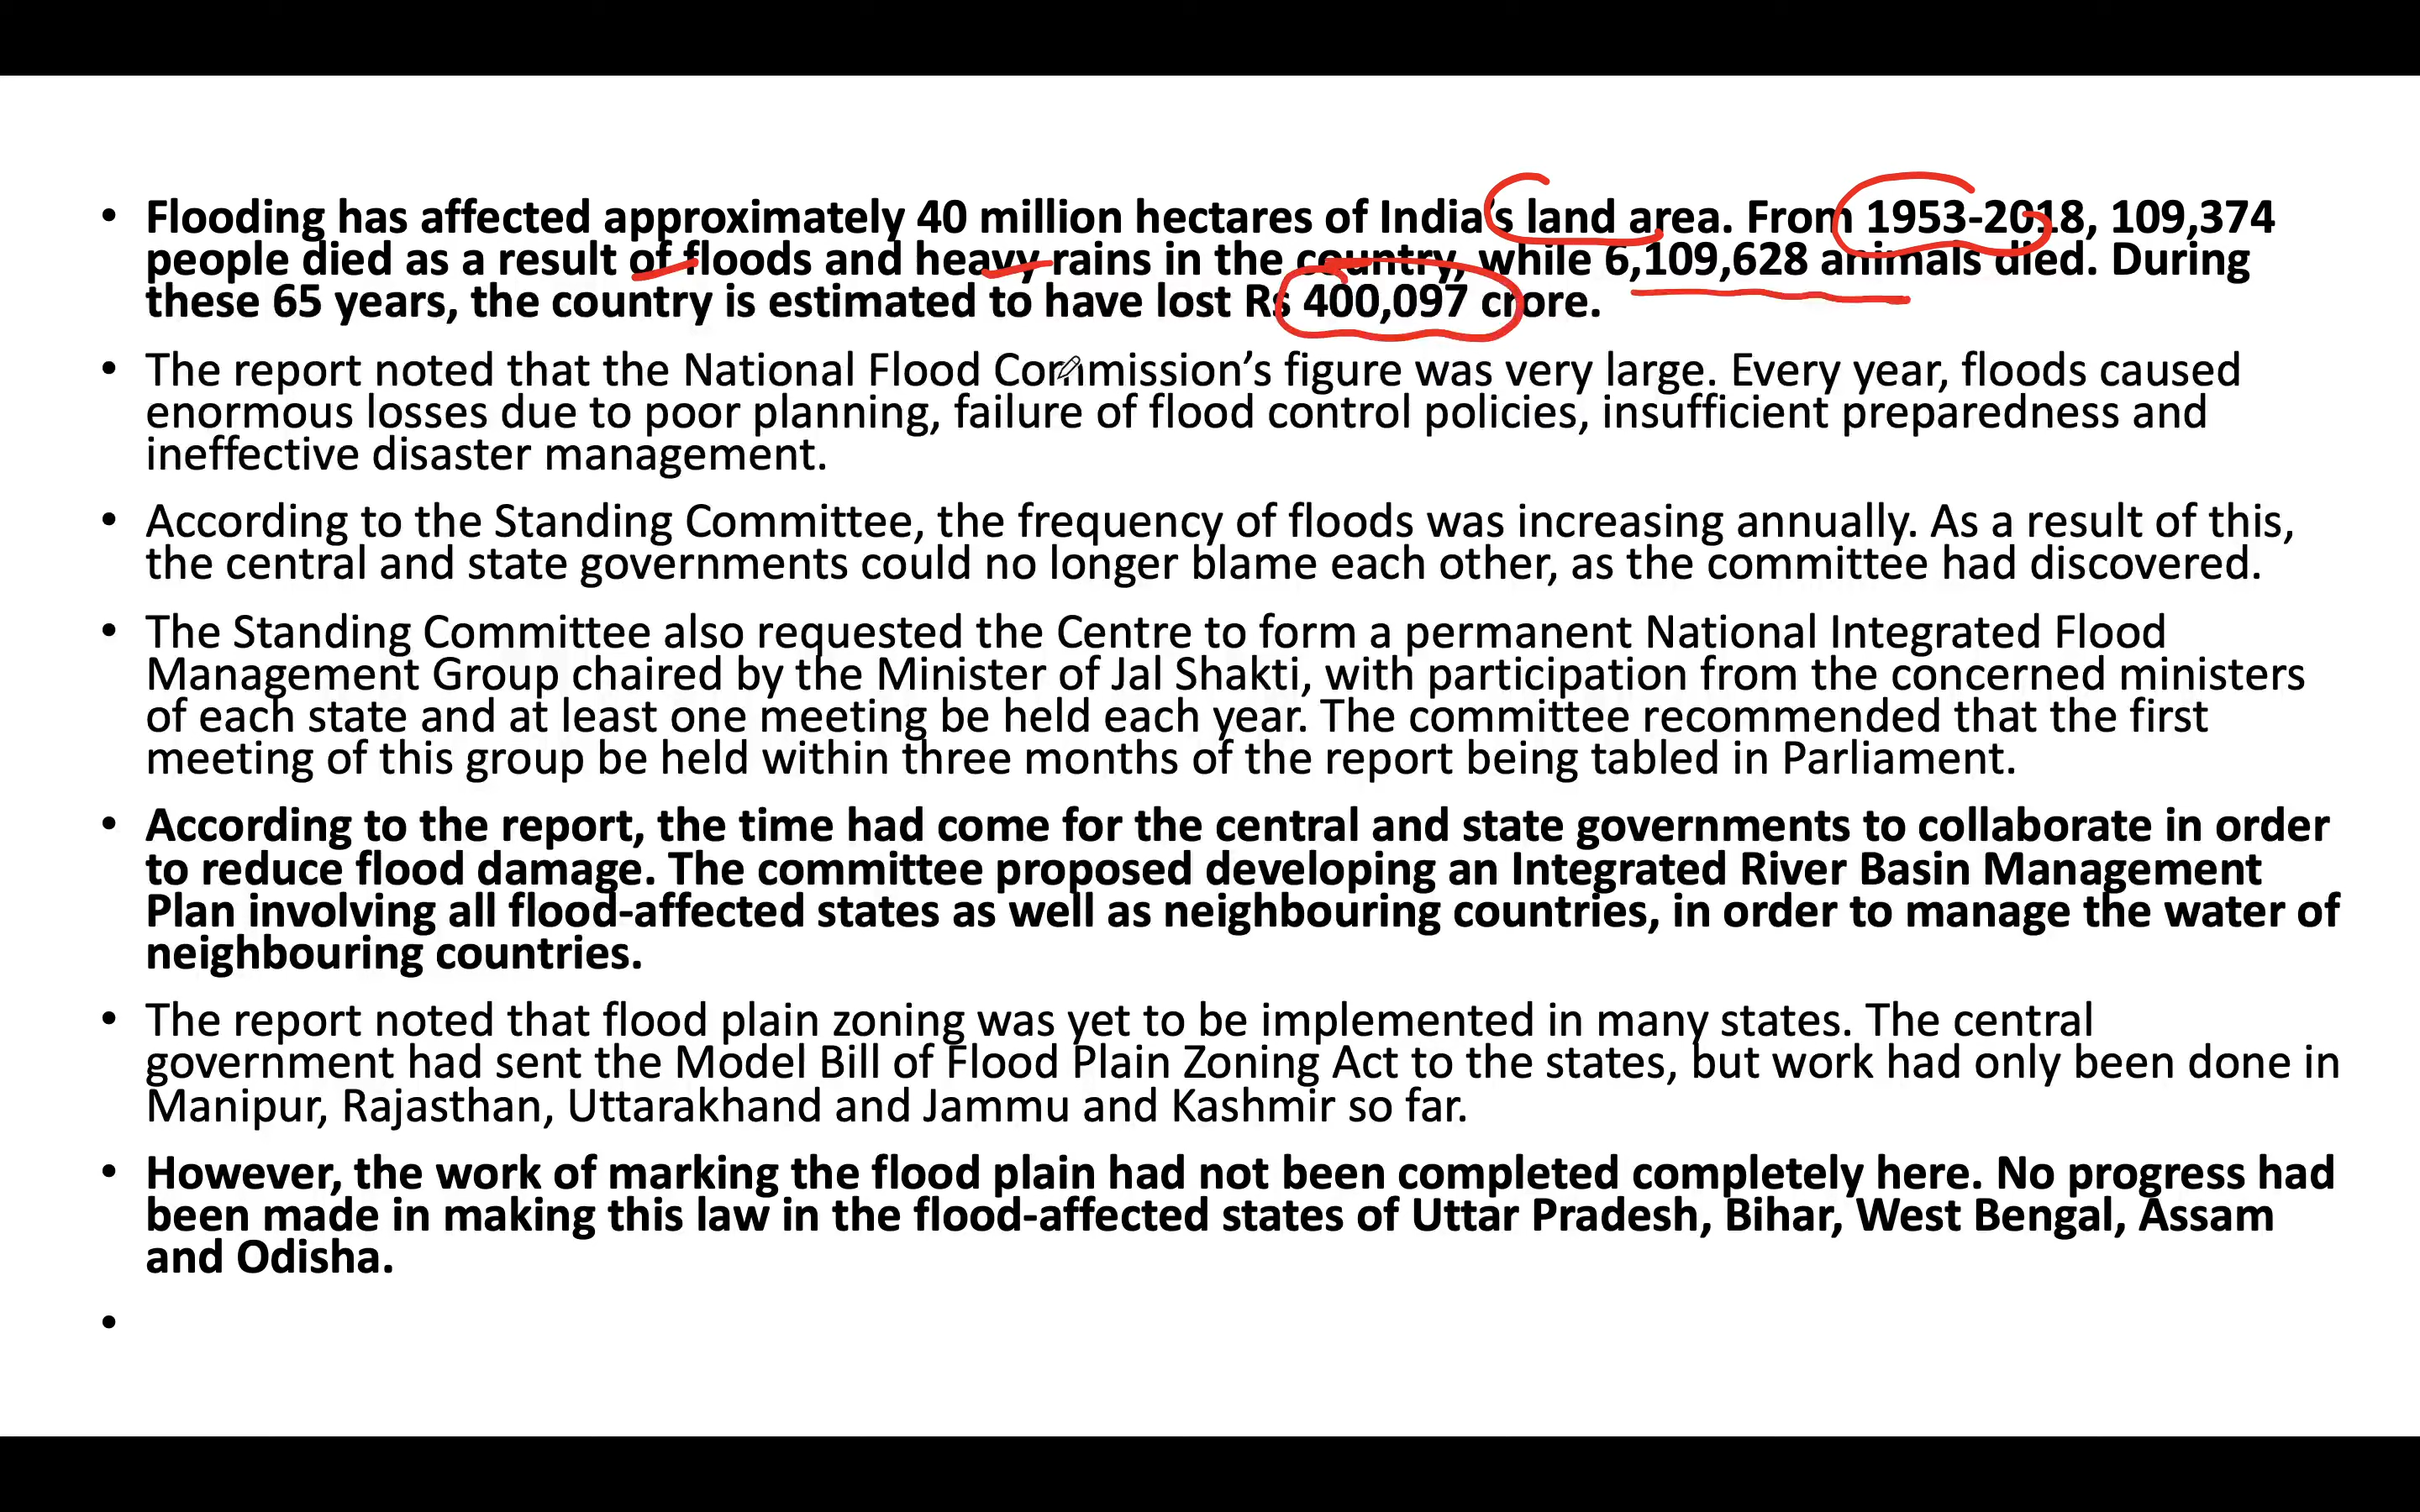 • Flooding has affected approximately 40 million hectares of India’s land area. From 1953-2018, 109,374
people died as a result of floods and heavy rains in the country, while 6,109,628 animals died. During
these 65 years, the country is estimated to have lost Rs 400,097 crore.
• The report noted that the National Flood Commission’s figure was very large. Every year, floods caused
enormous losses due to poor planning, failure of flood control policies, insufficient preparedness and
ineffective disaster management.
• According to the Standing Committee, the frequency of floods was increasing annually. As a result of this,
the central and state governments could no longer blame each other, as the committee had discovered.
• The Standing Committee also requested the Centre to form a permanent National Integrated Flood
Management Group chaired by the Minister of Jal Shakti, with participation from the concerned ministers
of each state and at least one meeting be held each year. The committee recommended that the first
meeting of this group be held within three months of the report being tabled in Parliament.
• According to the report, the time had come for the central and state governments to collaborate in order
to reduce flood damage. The committee proposed developing an Integrated River Basin Management
Plan involving all flood-affected states as well as neighbouring countries, in order to manage the water of
neighbouring countries.
• The report noted that flood plain zoning was yet to be implemented in many states. The central
government had sent the Model Bill of Flood Plain Zoning Act to the states, but work had only been done in
Manipur, Rajasthan, Uttarakhand and Jammu and Kashmir so far.
• However, the work of marking the flood plain had not been completed completely here. No progress had
been made in making this law in the flood-affected states of Uttar Pradesh, Bihar, West Bengal, Assam
and Odisha.
•